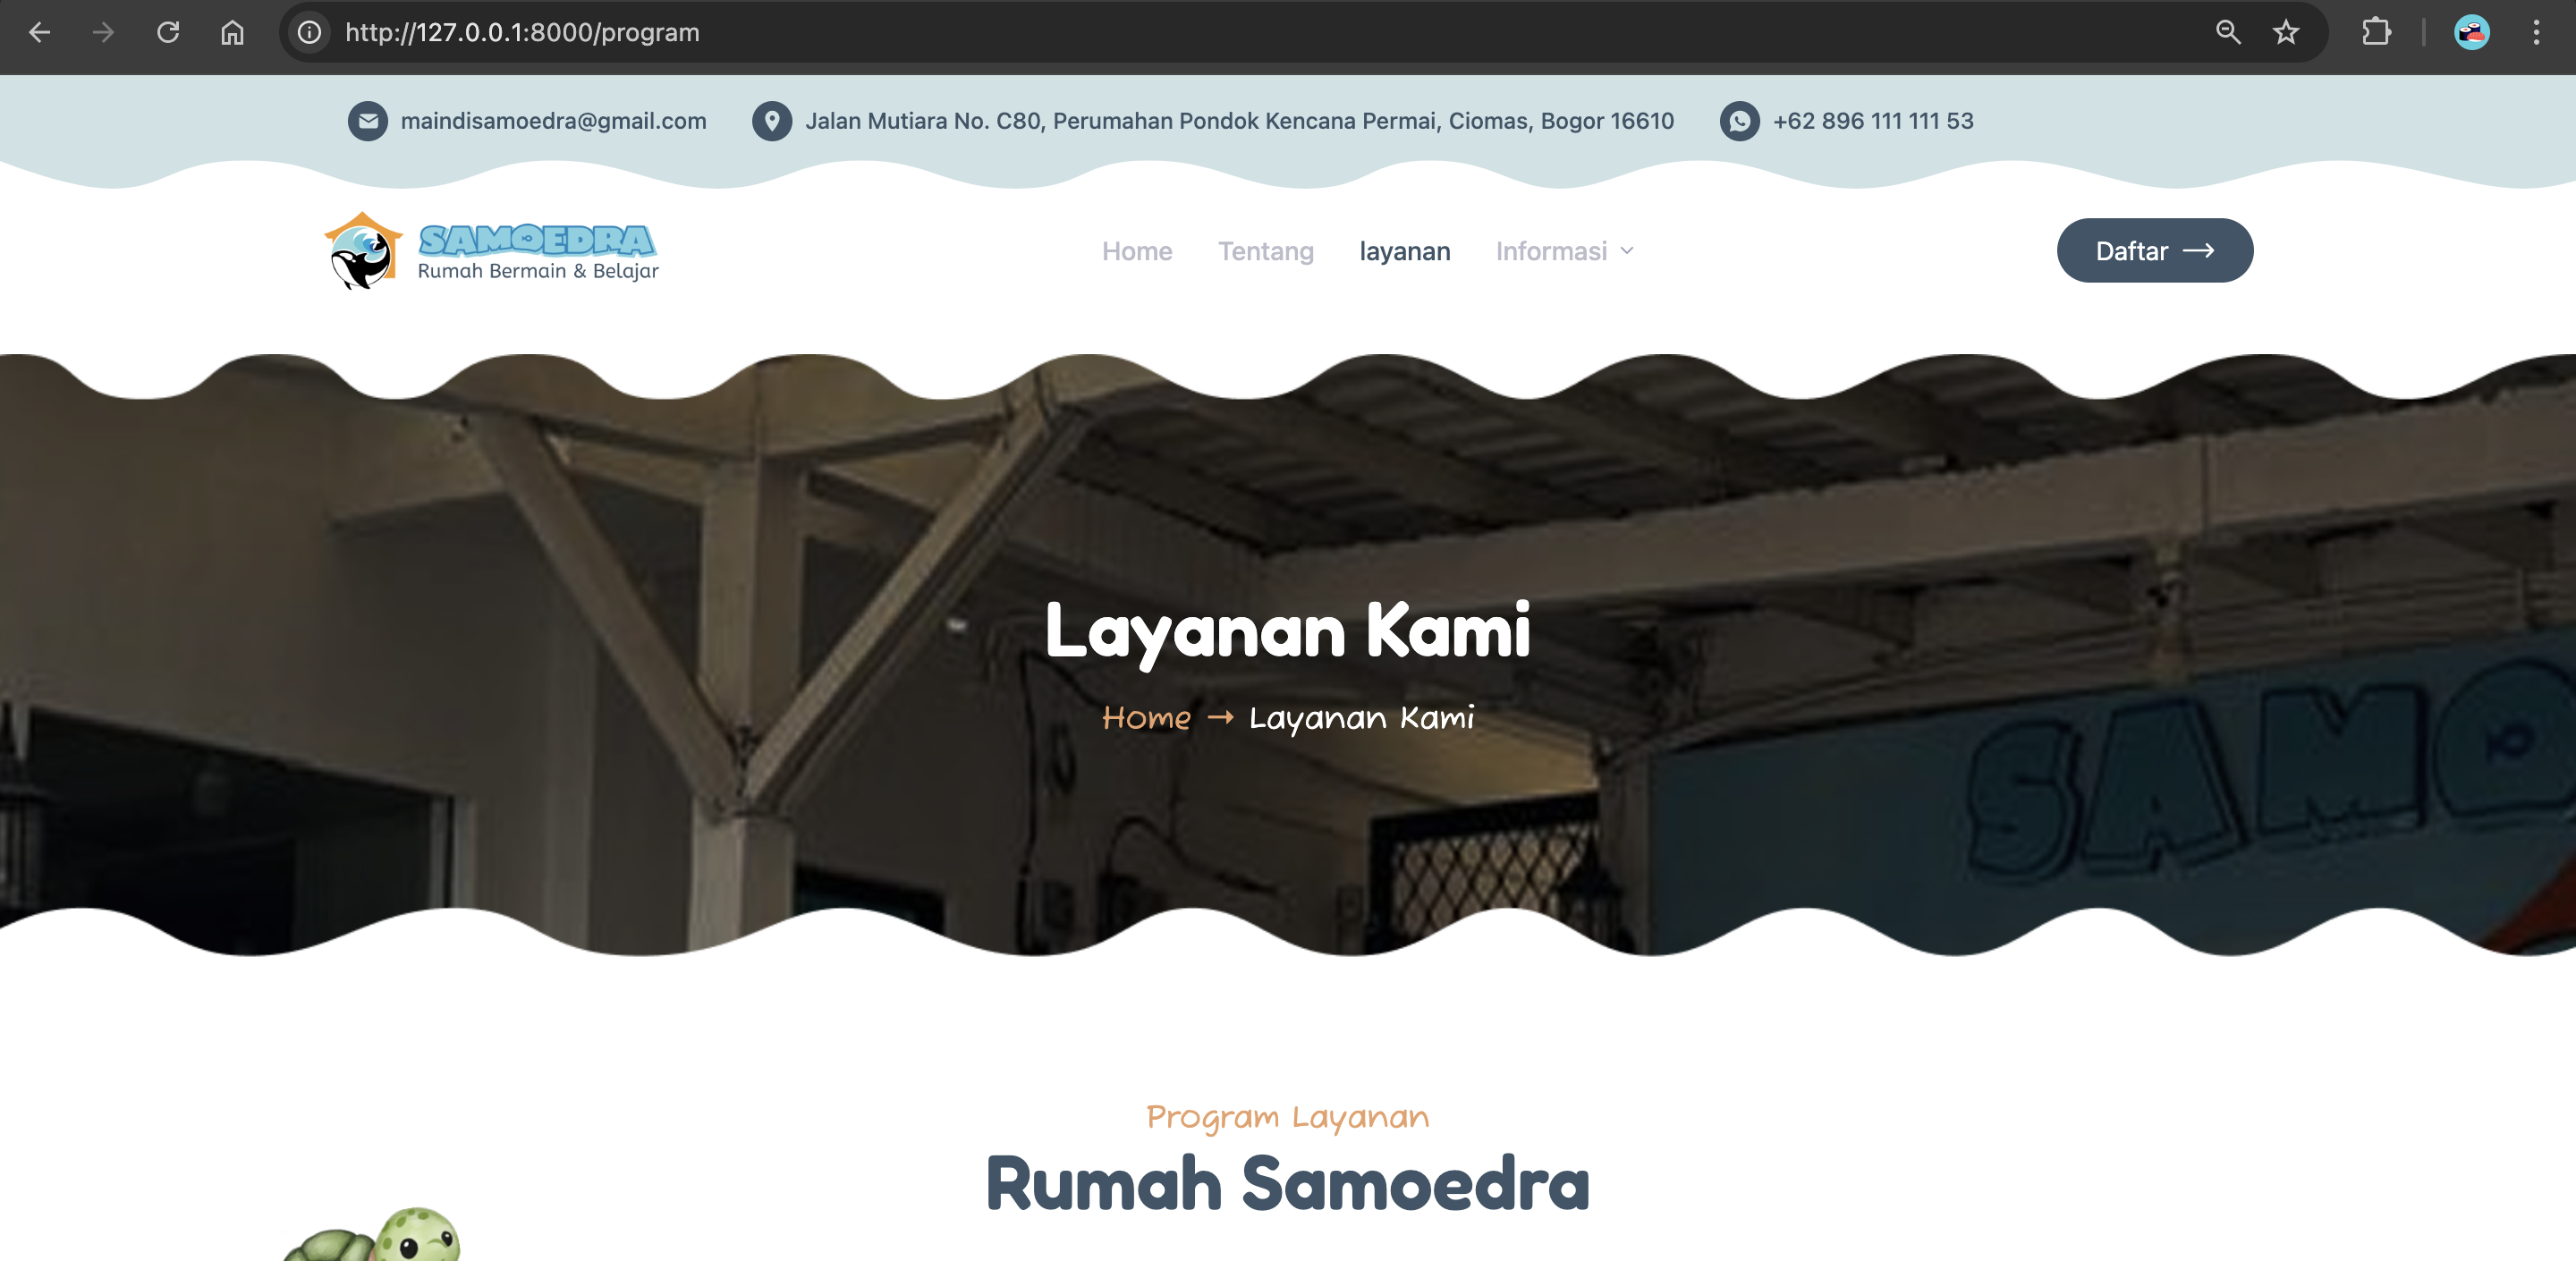 http://127.0.0.1:8000/program
maindisamoedra@gmail.com
Jalan Mutiara No. C80, Perumahan Pondok Kencana Permai, Ciomas, Bogor 16610
+62 896 111 111 53
SAMOEDRA
Rumah Bermain & Belajar
Home
Tentang
layanan
Informasi
Daftar
Layanan Kami
Home → Layanan Kami
SAMO
Program Layanan
Rumah Samoedra